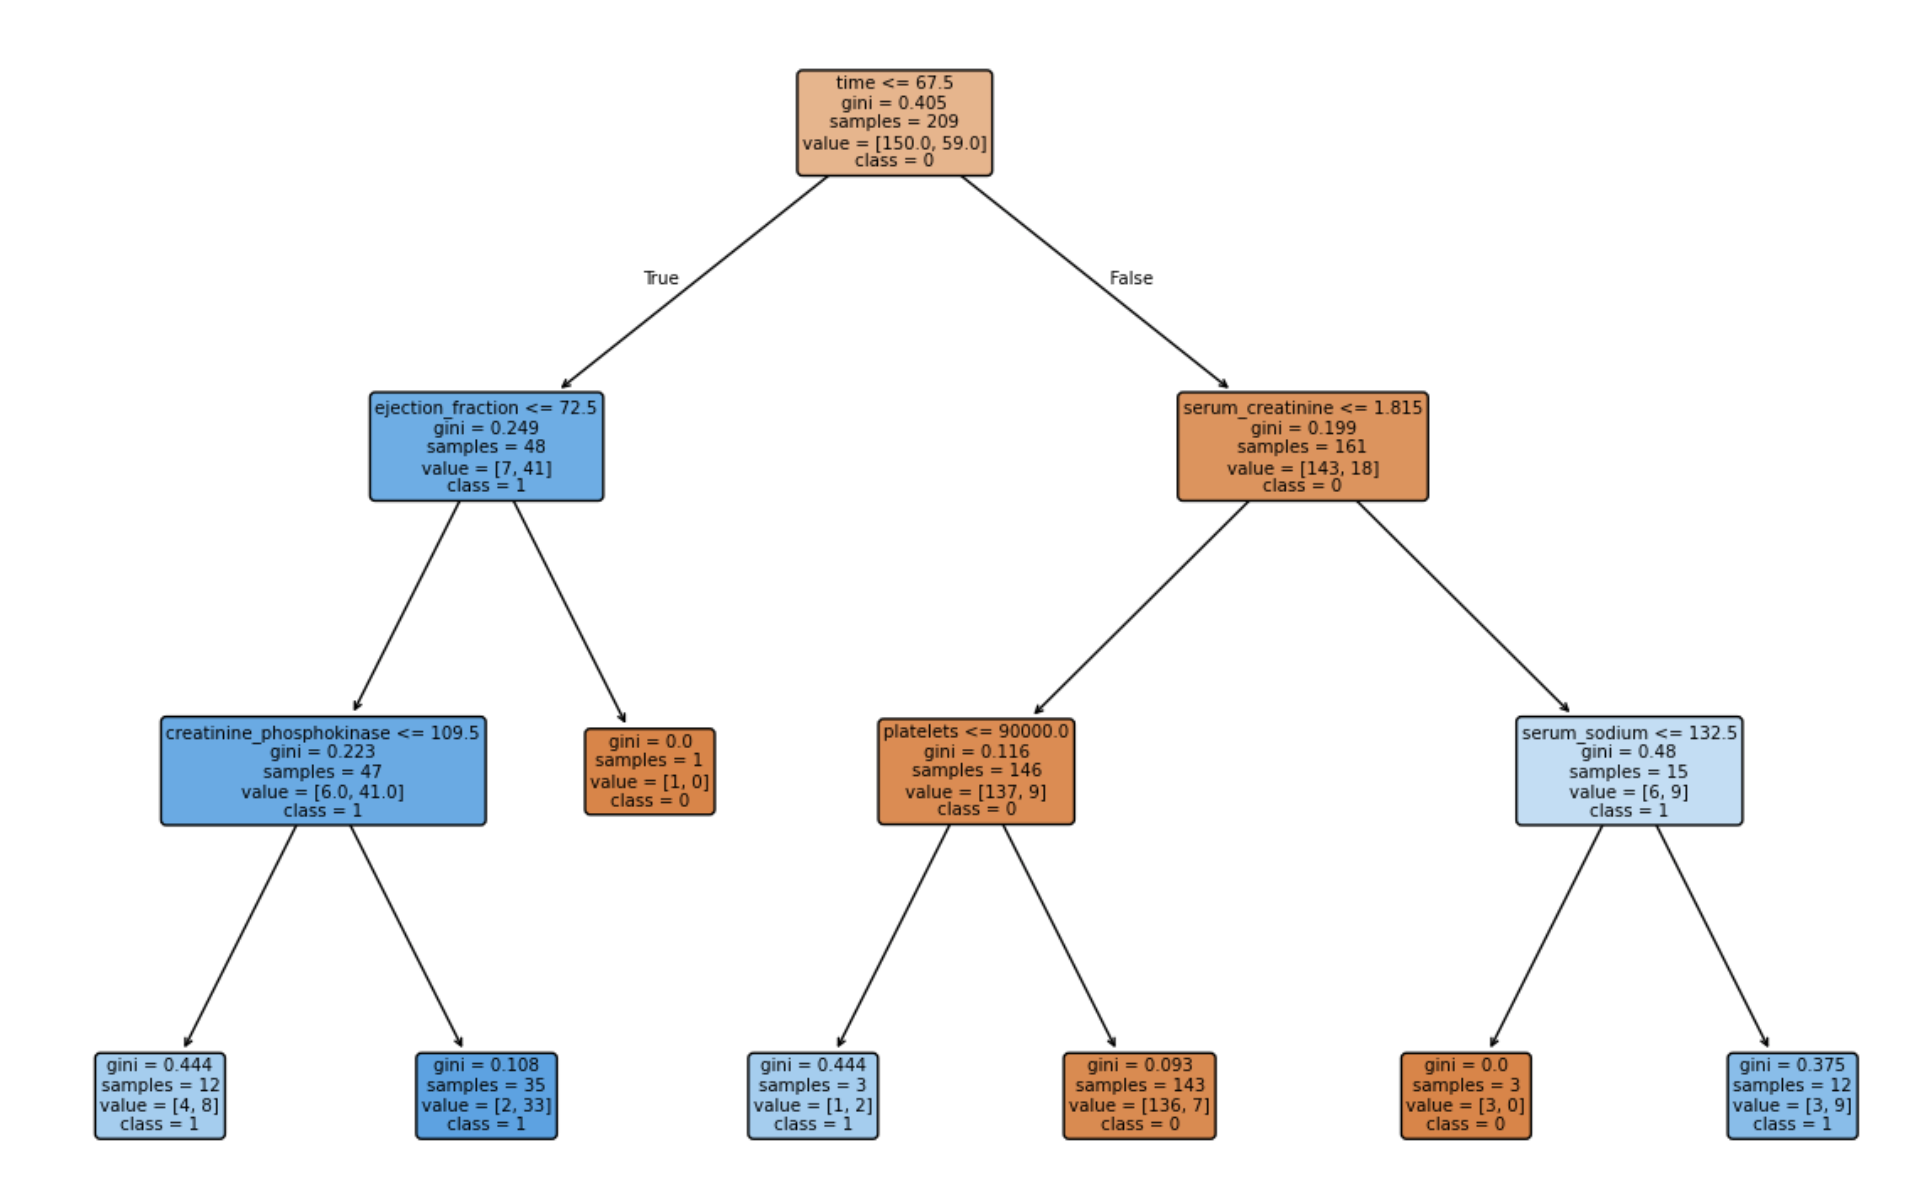 time <= 67.5
gini = 0.405
samples = 209
value = [150.0, 59.0]
class = 0
True
False
ejection_fraction <= 72.5
gini = 0.249
samples = 48
value = [7, 41]
class = 1
serum_creatinine <= 1.815
gini = 0.199
samples = 161
value = [143, 18]
class = 0
creatinine_phosphokinase <= 109.5
gini = 0.223
samples = 47
value = [6.0, 41.0]
class = 1
gini = 0.0
samples = 1
value = [1, 0]
class = 0
platelets <= 90000.0
gini = 0.116
samples = 146
value = [137, 9]
class = 0
serum_sodium <= 132.5
gini = 0.48
samples = 15
value = [6, 9]
class = 1
gini = 0.444
samples = 12
value = [4, 8]
class = 1
gini = 0.108
samples = 35
value = [2, 33]
class = 1
gini = 0.444
samples = 3
value = [1, 2]
class = 1
gini = 0.093
samples = 143
value = [136, 7]
class = 0
gini = 0.0
samples = 3
value = [3, 0]
class = 0
gini = 0.375
samples = 12
value = [3, 9]
class = 1